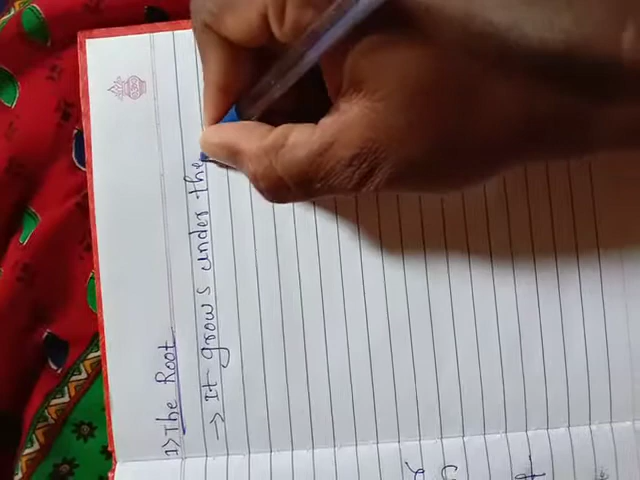 1> The Root
→ It grows under the